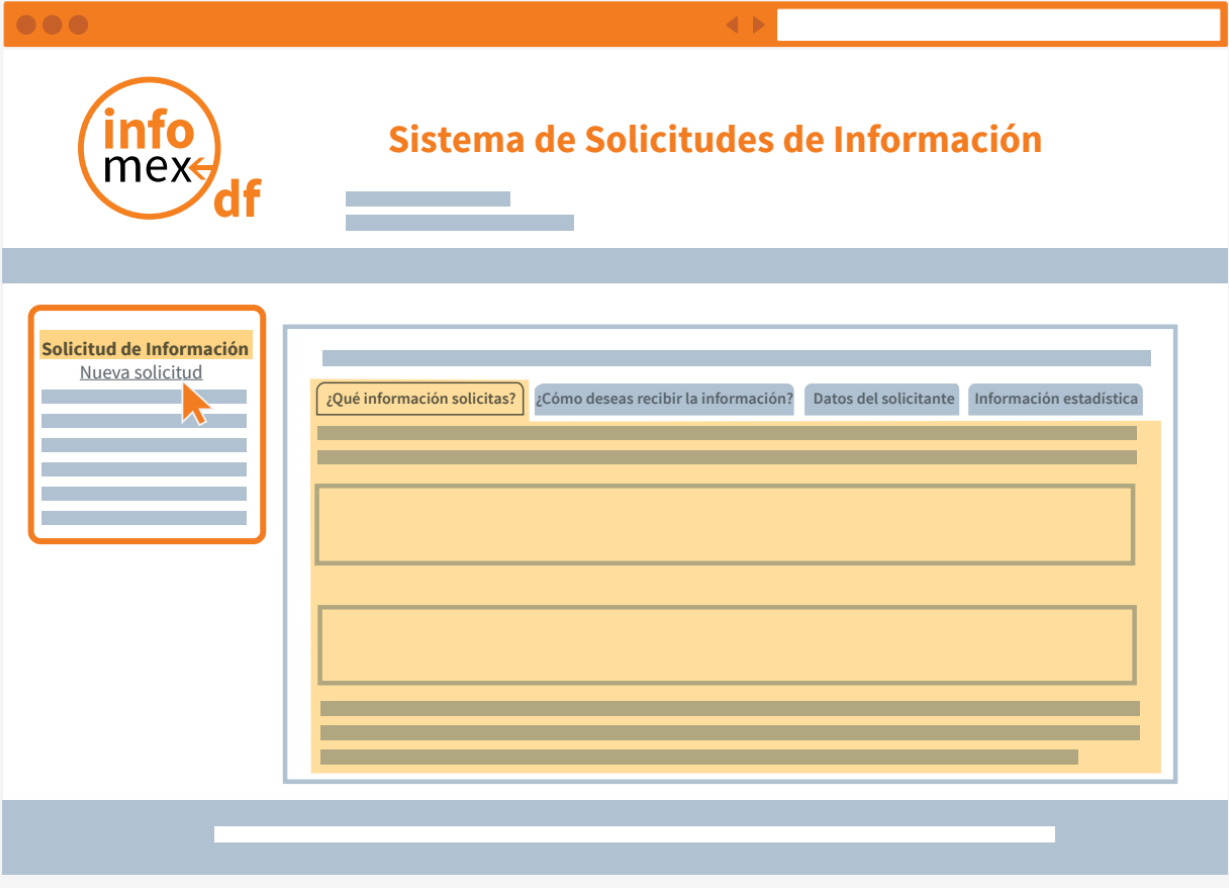 info
mex
df
Sistema de Solicitudes de Información
Solicitud de Información
Nueva solicitud
¿Qué información solicitas?
¿Cómo deseas recibir la información?
Datos del solicitante
Información estadística